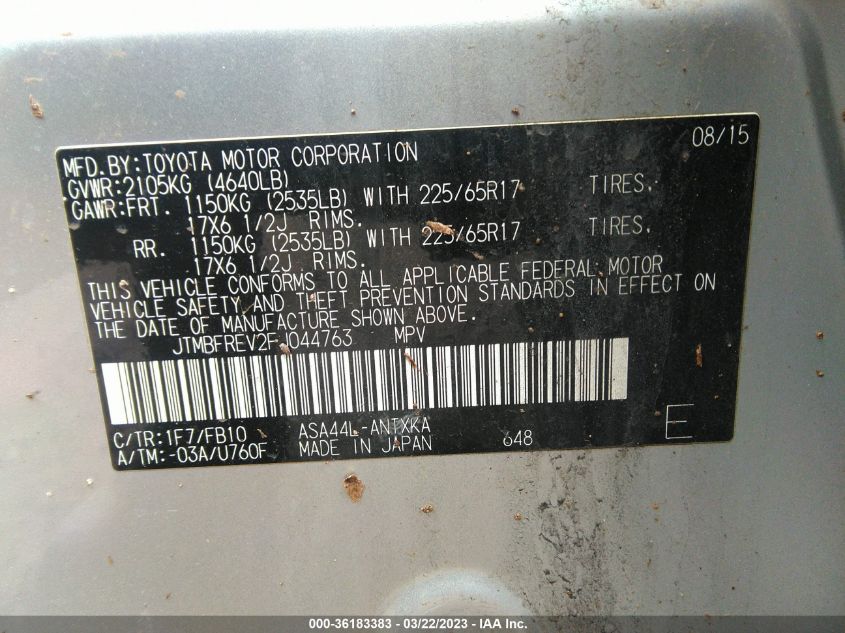 08/15
MFD.BY:TOYOTA MOTOR CORPORATION
GVWR:2105KG (4640LB)
GAWR:FRT. 1150KG (2535LB) WITH 225/65R17 TIRES.
17X6 1/2J RIMS.
RR. 1150KG (2535LB) WITH 225/65R17 TIRES.
17X6 1/2J RIMS.
THIS VEHICLE CONFORMS TO ALL APPLICABLE FEDERAL MOTOR
VEHICLE SAFETY AND THEFT PREVENTION STANDARDS IN EFFECT ON
THE DATE OF MANUFACTURE SHOWN ABOVE.
JTMBFREV2FJ044763 MPV
C/TR:1F7/FB10 ASA44L-ANTXKA
A/TM:-03A/U760F MADE IN JAPAN 648 E
000-36183383 - 03/22/2023 - IAA Inc.